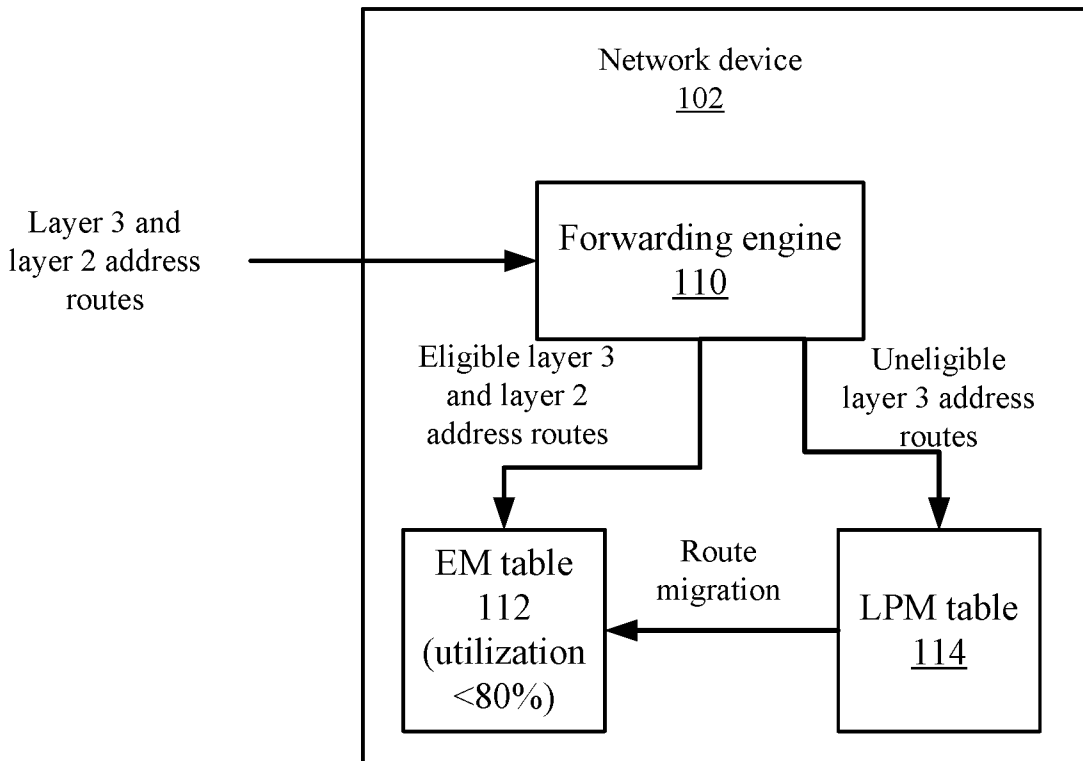 Network device
102
Layer 3 and
layer 2 address
routes
Forwarding engine
110
Eligible layer 3
and layer 2
address routes
Uneligible
layer 3 address
routes
EM table
112
(utilization
<80%)
Route
migration
LPM table
114